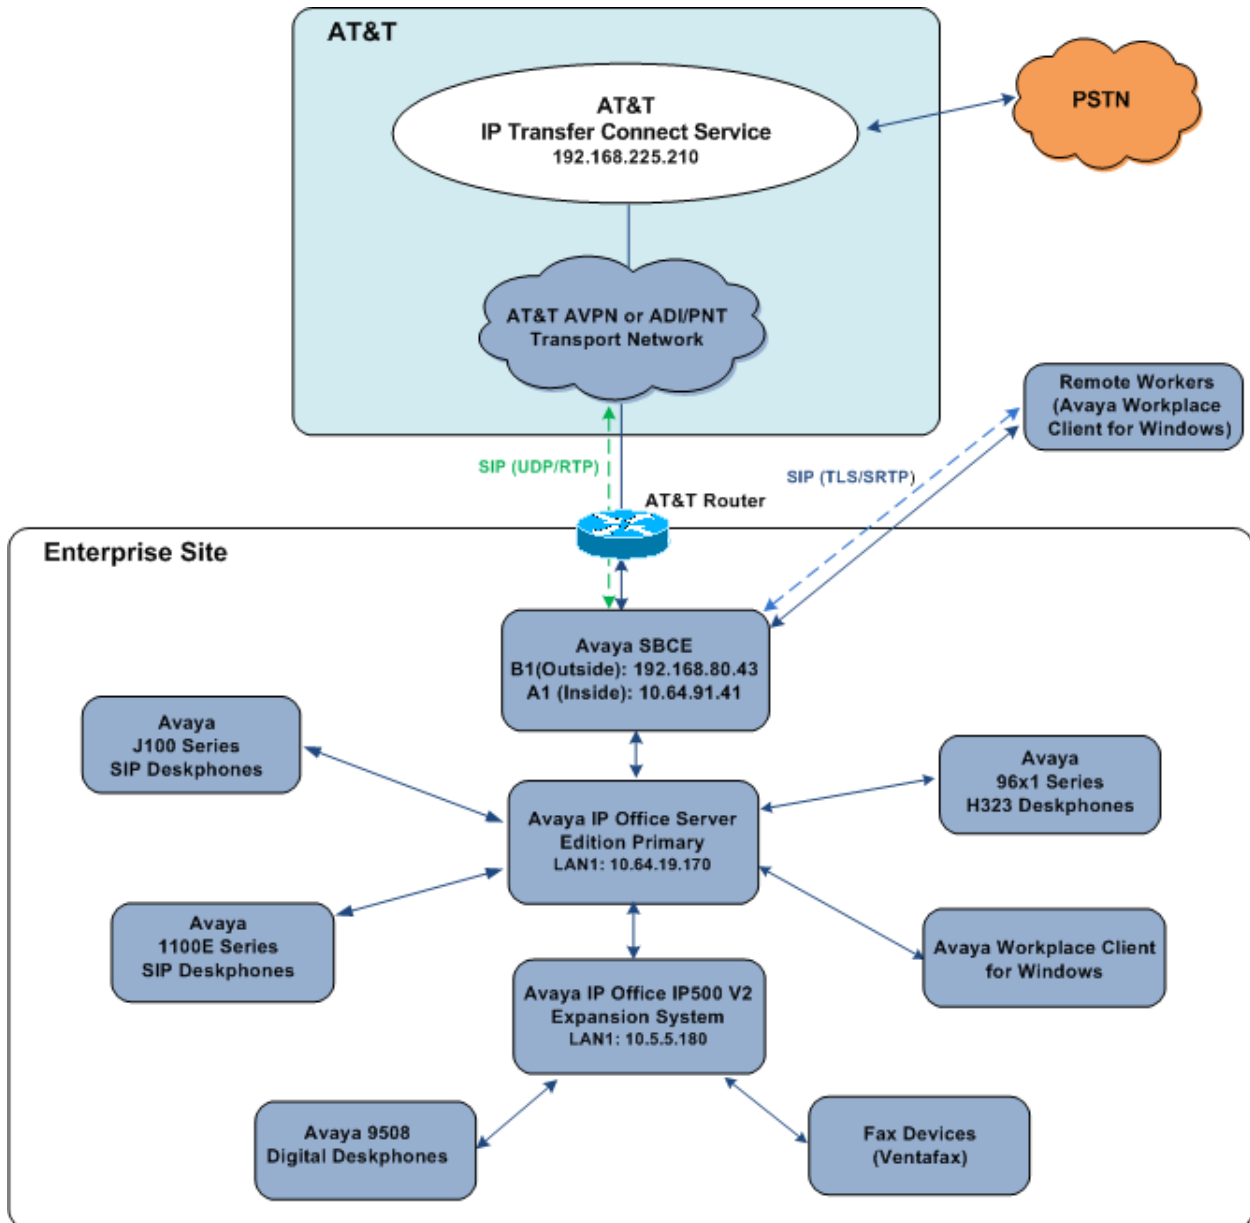 AT&T
AT&T
IP Transfer Connect Service
192.168.225.210
PSTN
AT&T AVPN or ADI/PNT
Transport Network
Remote Workers
(Avaya Workplace
Client for Windows)
SIP (UDP/RTP)
SIP (TLS/SRTP)
AT&T Router
Enterprise Site
Avaya SBCE
B1(Outside): 192.168.80.43
A1 (Inside): 10.64.91.41
Avaya
J100 Series
SIP Deskphones
Avaya
96x1 Series
H323 Deskphones
Avaya IP Office Server
Edition Primary
LAN1: 10.64.19.170
Avaya
1100E Series
SIP Deskphones
Avaya Workplace Client
for Windows
Avaya IP Office IP500 V2
Expansion System
LAN1: 10.5.5.180
Avaya 9508
Digital Deskphones
Fax Devices
(Ventafax)